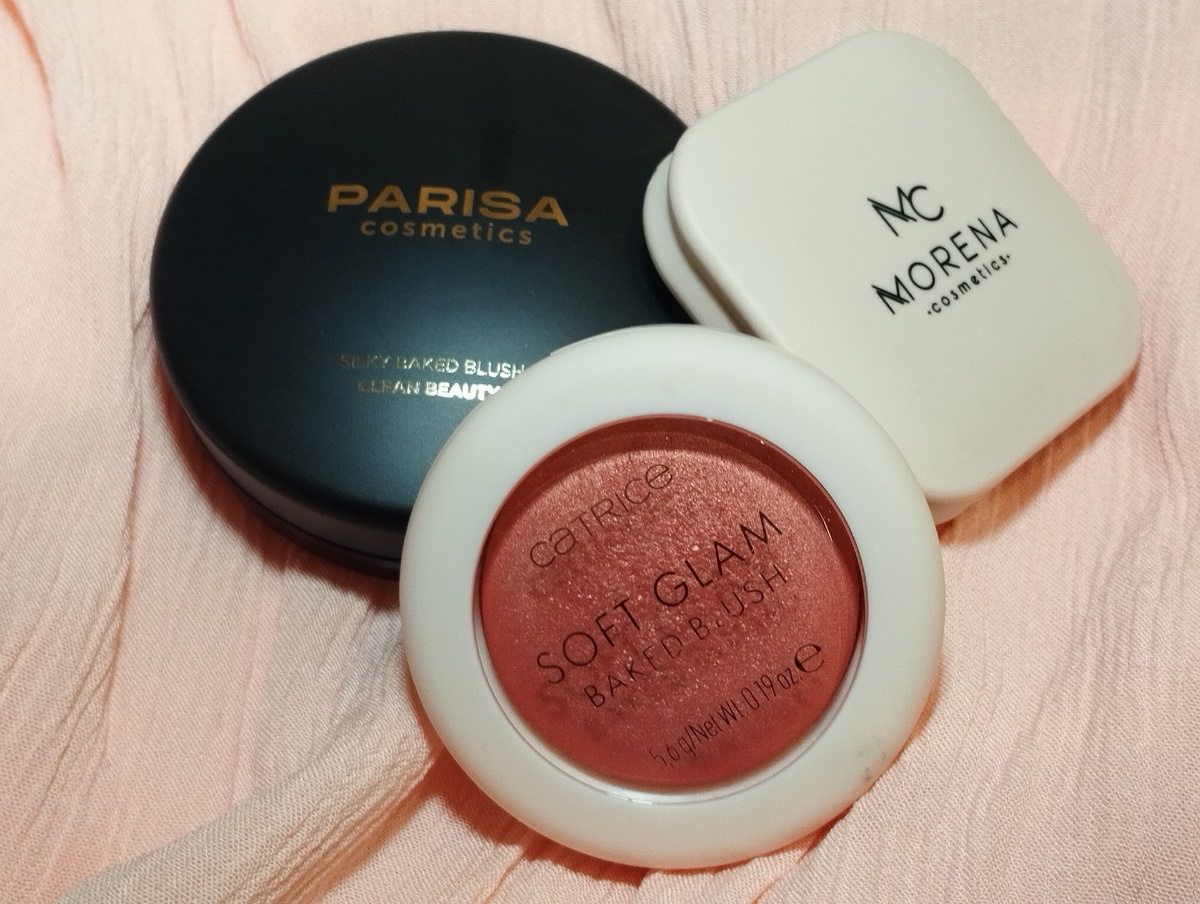 PARISA
cosmetics
SILKY BAKED BLUSH
CLEAN BEAUTY
MC
MORENA
·cosmetics·
CATRICE
SOFT GLAM
BAKED BLUSH
5,6 g/Net Wt. 0.19 oz e